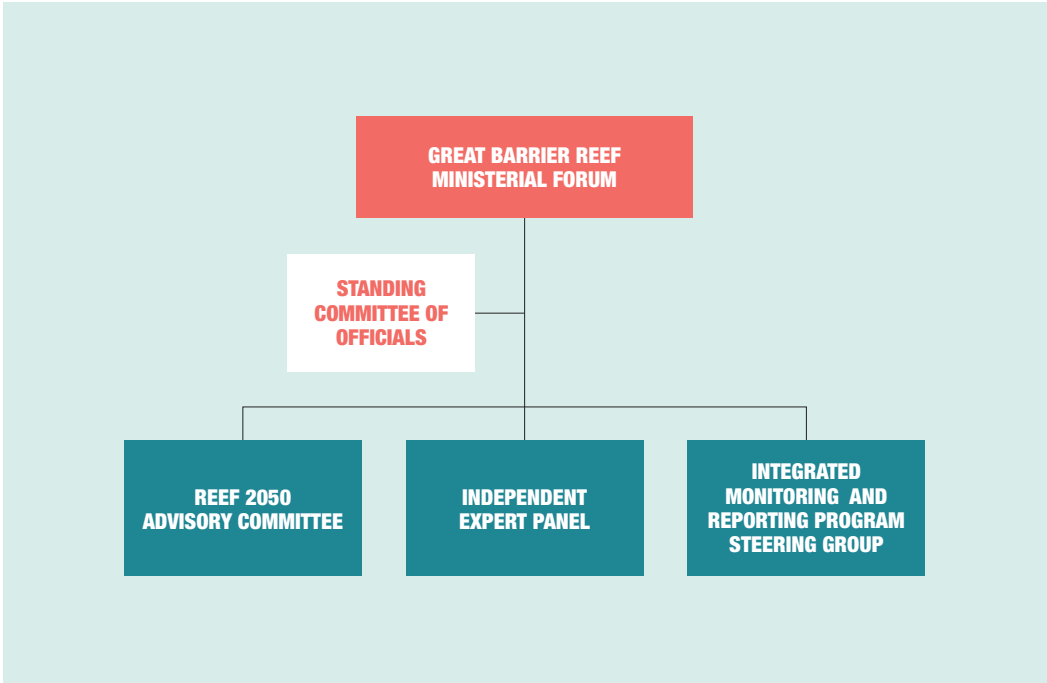 GREAT BARRIER REEF
MINISTERIAL FORUM
STANDING
COMMITTEE OF
OFFICIALS
REEF 2050
ADVISORY COMMITTEE
INDEPENDENT
EXPERT PANEL
INTEGRATED
MONITORING AND
REPORTING PROGRAM
STEERING GROUP